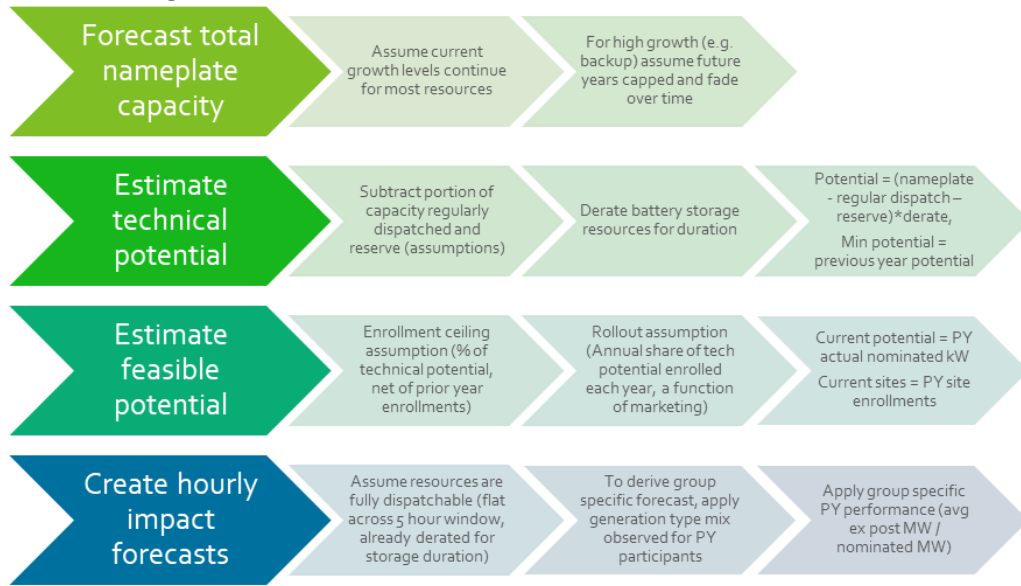 Forecast total
nameplate
capacity
Assume current
growth levels continue
for most resources
For high growth (e.g.
backup) assume future
years capped and fade
over time
Estimate
technical
potential
Subtract portion of
capacity regularly
dispatched and
reserve (assumptions)
Derate battery storage
resources for duration
Potential = (nameplate
- regular dispatch –
reserve)*derate,
Min potential =
previous year potential
Estimate
feasible
potential
Enrollment ceiling
assumption (% of
technical potential,
net of prior year
enrollments)
Rollout assumption
(Annual share of tech
potential enrolled
each year, a function
of marketing)
Current potential = PY
actual nominated kW
Current sites = PY site
enrollments
Create hourly
impact
forecasts
Assume resources are
fully dispatchable (flat
across 5 hour window,
already derated for
storage duration)
To derive group
specific forecast, apply
generation type mix
observed for PY
participants
Apply group specific
PY performance (avg
ex post MW /
nominated MW)